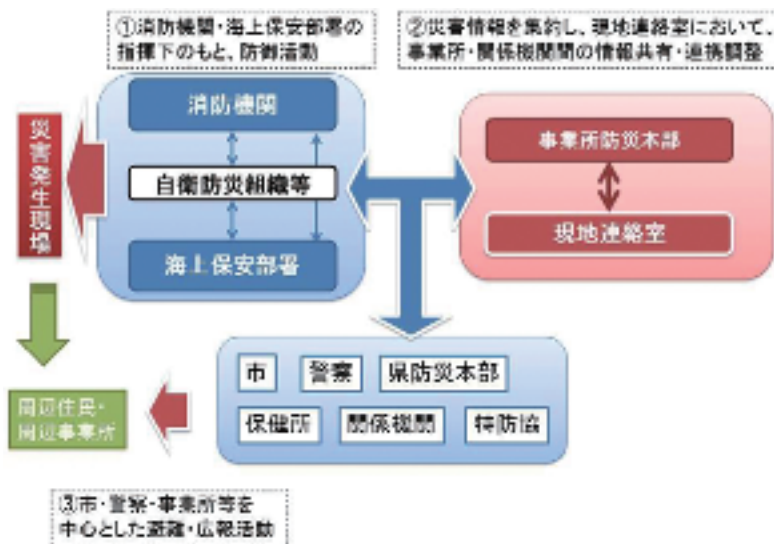 ①消防機関・海上保安部署の
指揮下のもと、防御活動
②災害情報を集約し、現地連絡室において、
事業所・関係機関間の情報共有・連携調整
災害発生現場
消防機関
自衛防災組織等
海上保安部署
事業所防災本部
現地連絡室
市
警察
県防災本部
保健所
関係機関
特防協
周辺住民・
周辺事業所
③市・警察・事業所等を
中心とした避難・広報活動